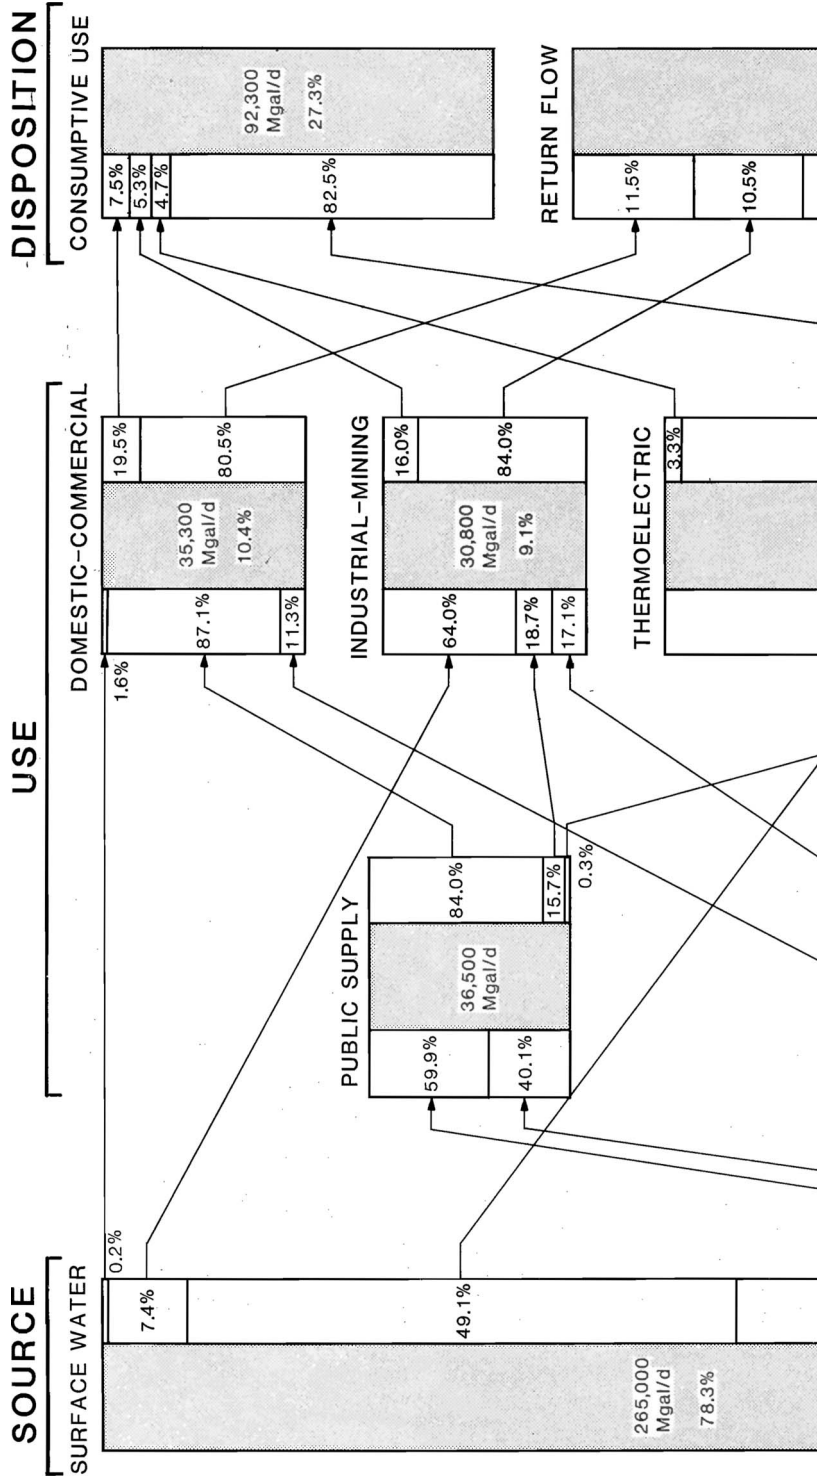 SOURCE
USE
DISPOSITION
SURFACE WATER
0.2%
7.4%
49.1%
265,000
Mgal/d
78.3%
PUBLIC SUPPLY
59.9%
40.1%
36,500
Mgal/d
84.0%
15.7%
0.3%
DOMESTIC-COMMERCIAL
1.6%
87.1%
11.3%
35,300
Mgal/d
10.4%
19.5%
80.5%
INDUSTRIAL-MINING
64.0%
18.7%
17.1%
30,800
Mgal/d
9.1%
16.0%
84.0%
THERMOELECTRIC
3.3%
CONSUMPTIVE USE
7.5%
5.3%
4.7%
82.5%
92,300
Mgal/d
27.3%
RETURN FLOW
11.5%
10.5%